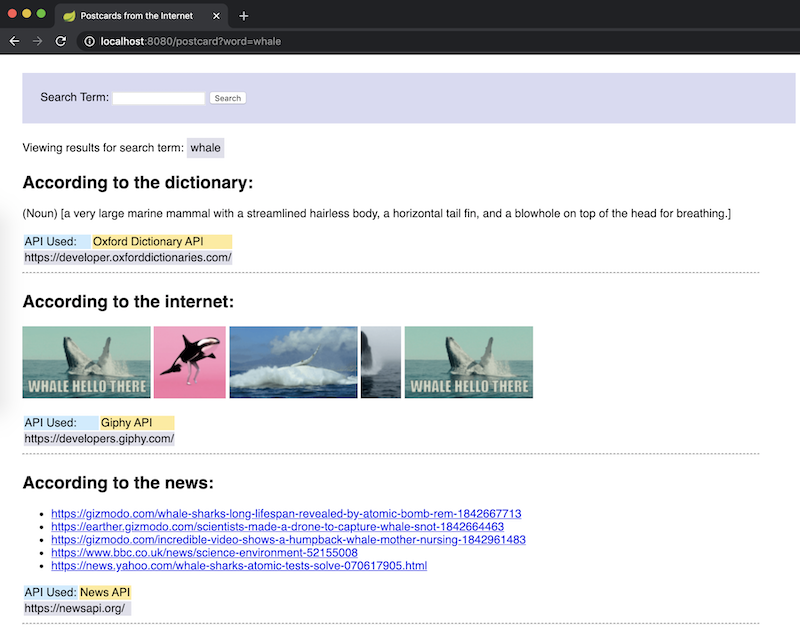 Postcards from the Internet
localhost:8080/postcard?word=whale
Search Term: Search
Viewing results for search term: whale
According to the dictionary:
(Noun) [a very large marine mammal with a streamlined hairless body, a horizontal tail fin, and a blowhole on top of the head for breathing.]
API Used: Oxford Dictionary API
https://developer.oxforddictionaries.com/
According to the internet:
WHALE HELLO THERE WHALE HELLO THERE
API Used: Giphy API
https://developers.giphy.com/
According to the news:
https://gizmodo.com/whale-sharks-long-lifespan-revealed-by-atomic-bomb-rem-1842667713
https://earther.gizmodo.com/scientists-made-a-drone-to-capture-whale-snot-1842664463
https://gizmodo.com/incredible-video-shows-a-humpback-whale-mother-nursing-1842961483
https://www.bbc.co.uk/news/science-environment-52155008
https://news.yahoo.com/whale-sharks-atomic-tests-solve-070617905.html
API Used: News API
https://newsapi.org/